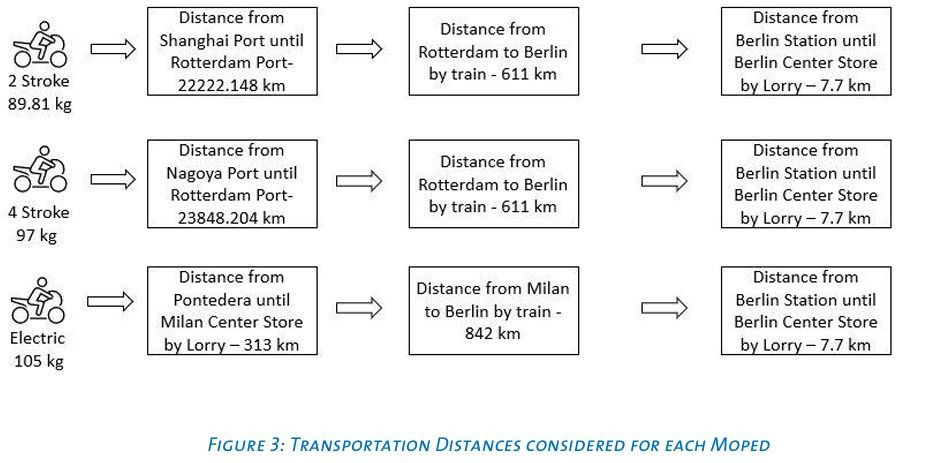 2 Stroke
89.81 kg
Distance from
Shanghai Port until
Rotterdam Port-
22222.148 km
Distance from
Rotterdam to Berlin
by train - 611 km
Distance from
Berlin Station until
Berlin Center Store
by Lorry – 7.7 km
4 Stroke
97 kg
Distance from
Nagoya Port until
Rotterdam Port-
23848.204 km
Distance from
Rotterdam to Berlin
by train - 611 km
Distance from
Berlin Station until
Berlin Center Store
by Lorry – 7.7 km
Electric
105 kg
Distance from
Pontedera until
Milan Center Store
by Lorry – 313 km
Distance from Milan
to Berlin by train -
842 km
Distance from
Berlin Station until
Berlin Center Store
by Lorry – 7.7 km
Figure 3: Transportation Distances considered for each Moped